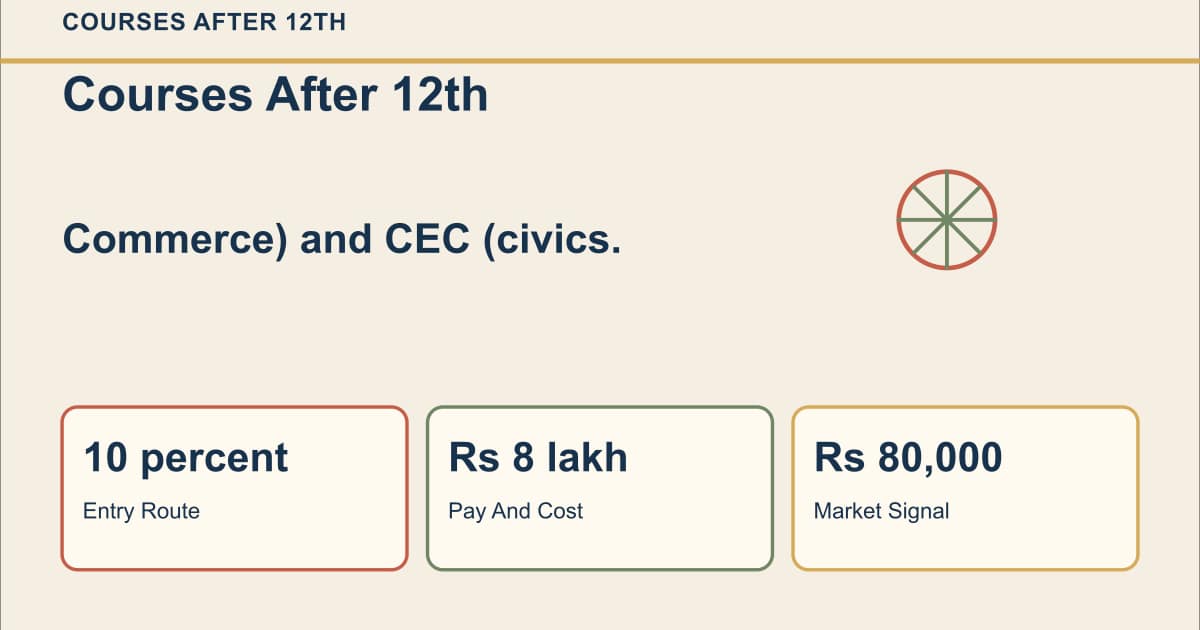 COURSES AFTER 12TH
Courses After 12th
Commerce) and CEC (civics.
10 percent
Entry Route
Rs 8 lakh
Pay And Cost
Rs 80,000
Market Signal